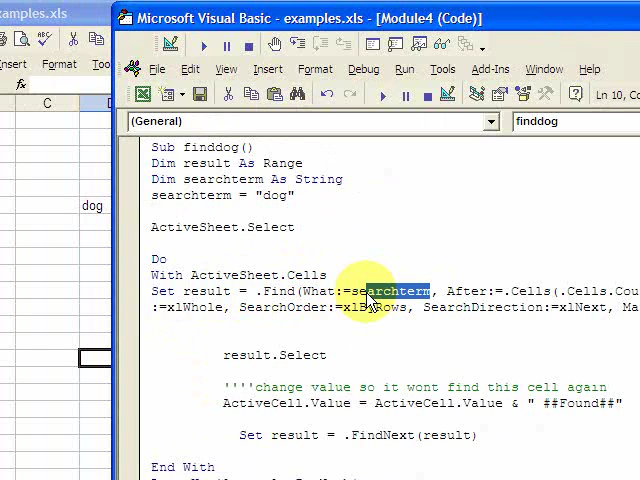 examples.xls
Microsoft Visual Basic - examples.xls - [Module4 (Code)]
Insert Format
File Edit View Insert Format Debug Run Tools Add-Ins Window Help
fx
Ln 10,
C
(General) finddog
Sub finddog()
Dim result As Range
Dim searchterm As String
searchterm = "dog"
dog
ActiveSheet.Select
Do
With ActiveSheet.Cells
Set result = .Find(What:=searchterm, After:=.Cells(.Cells.Cou
:=xlWhole, SearchOrder:=xlByRows, SearchDirection:=xlNext, Ma
result.Select
''''change value so it wont find this cell again
ActiveCell.Value = ActiveCell.Value & " ##Found##"
Set result = .FindNext(result)
End With